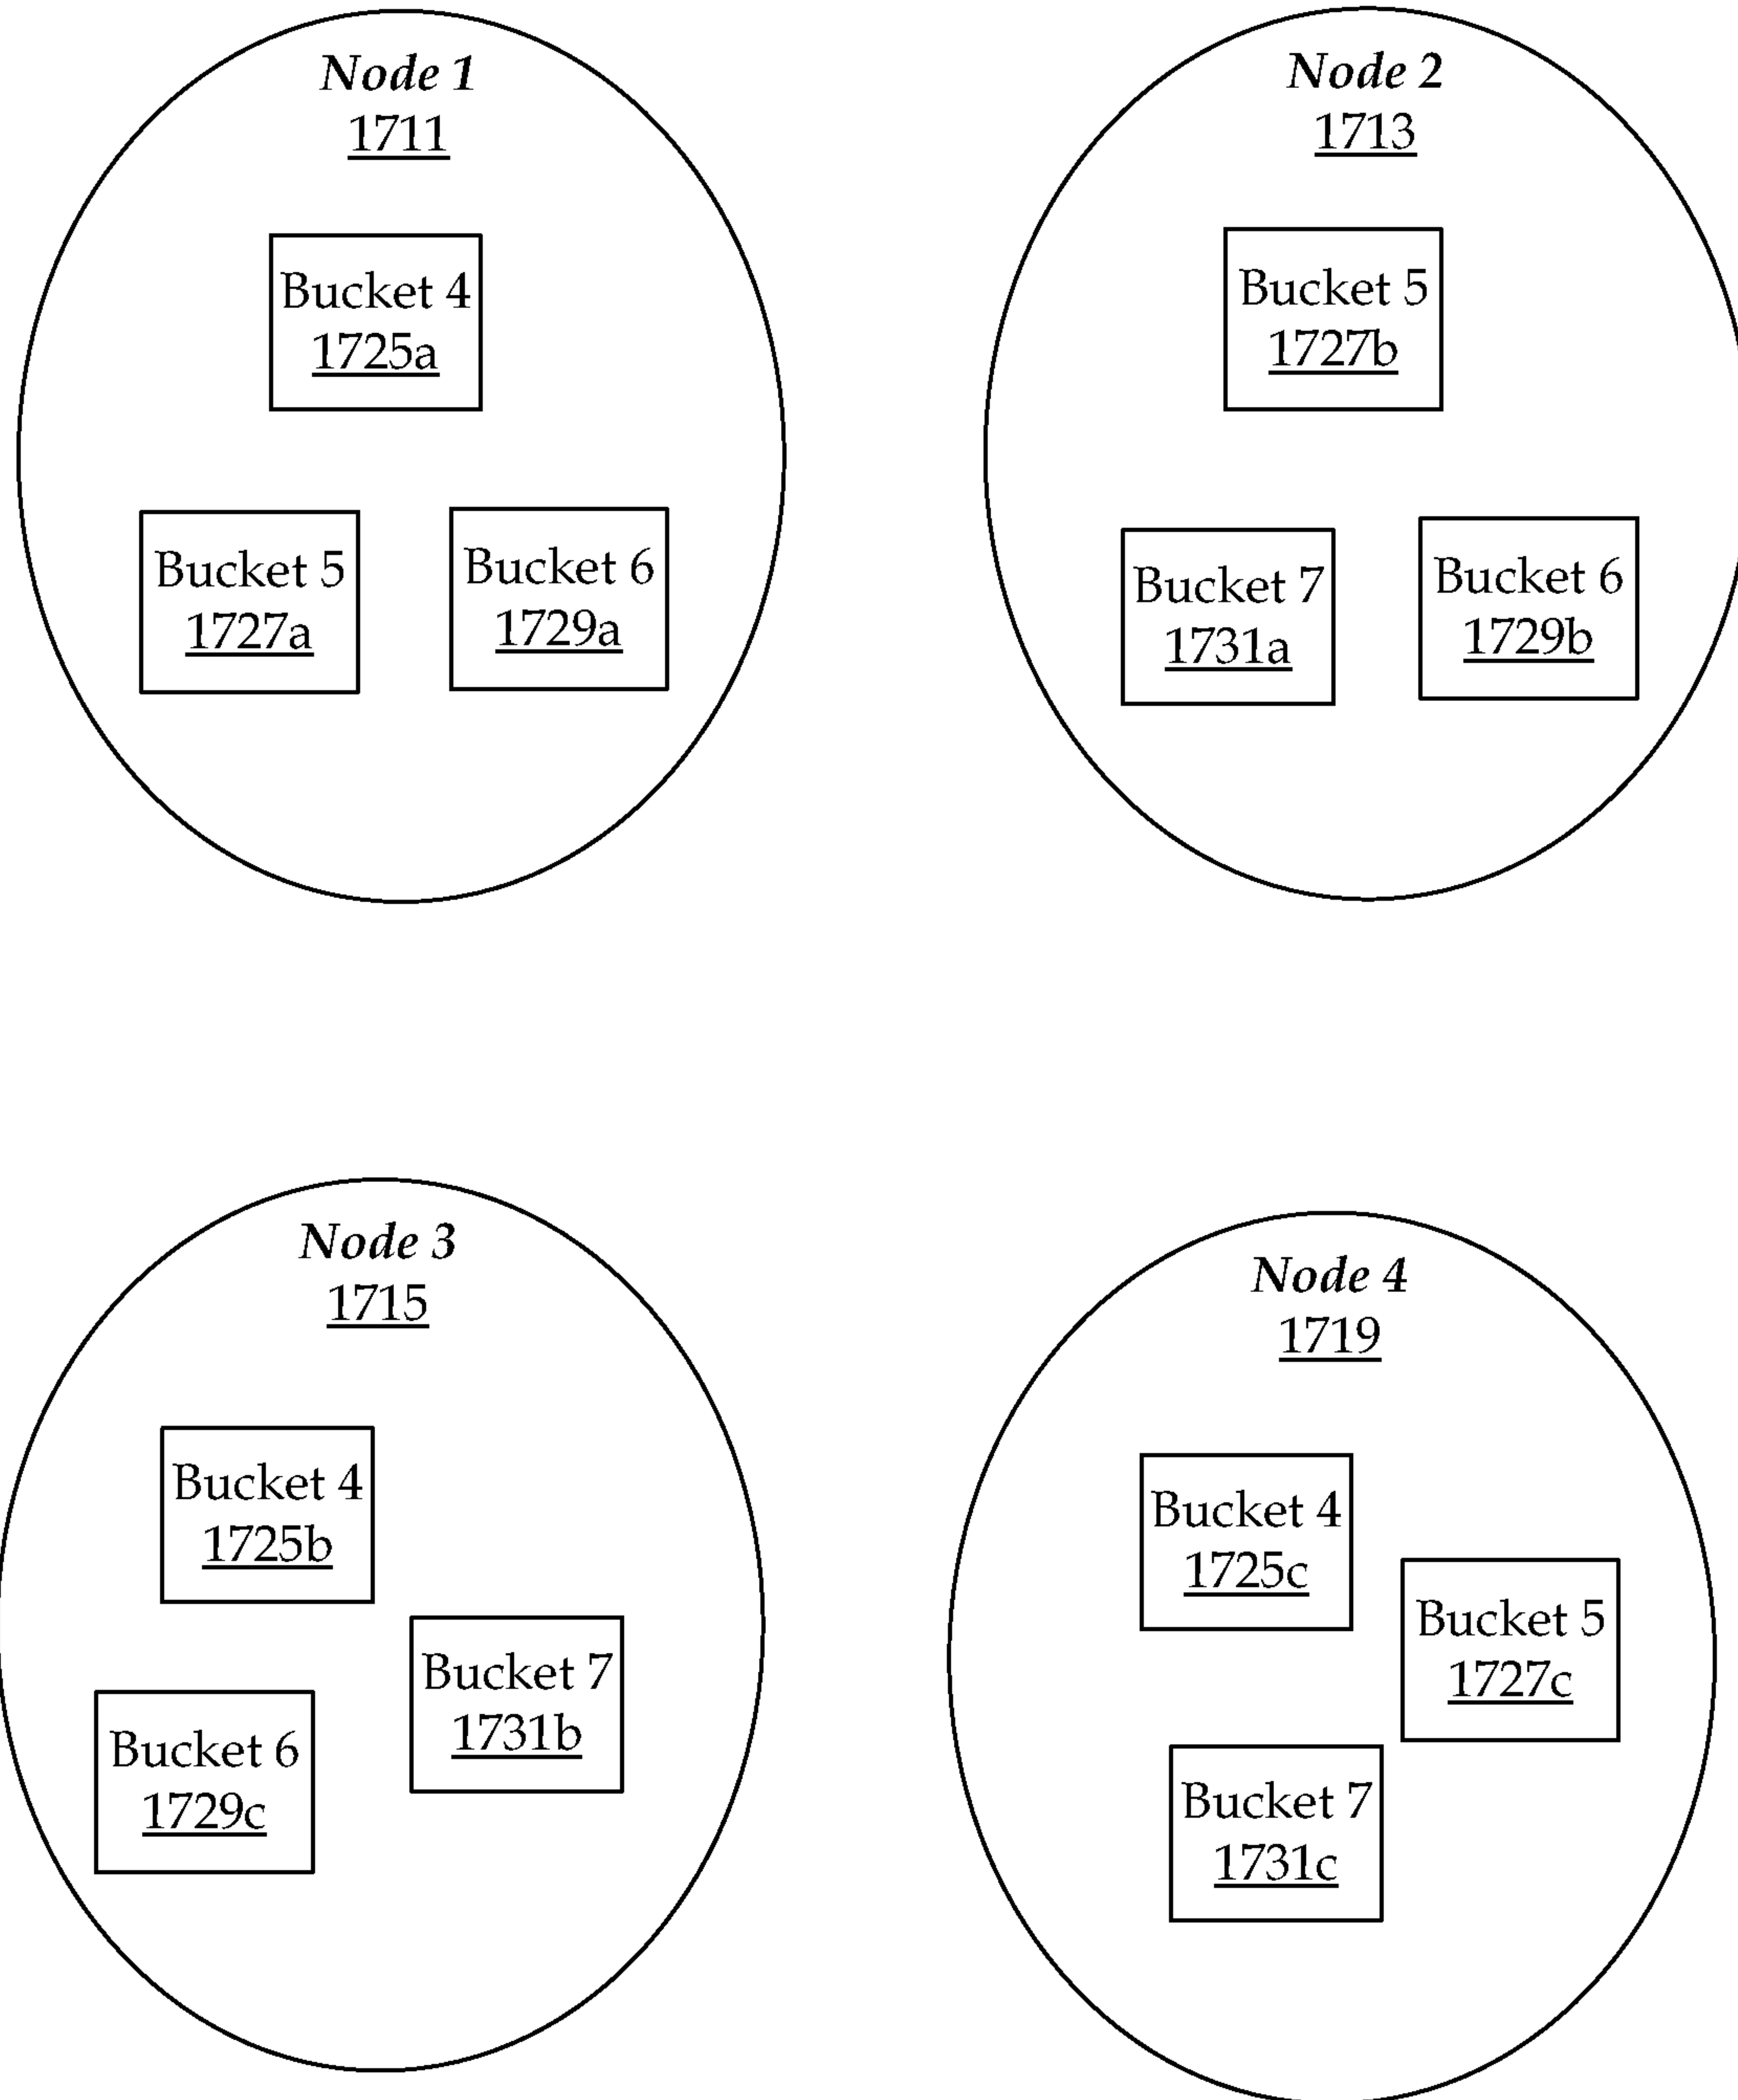 Node 1
1711
Bucket 4
1725a
Bucket 5
1727a
Bucket 6
1729a
Node 2
1713
Bucket 5
1727b
Bucket 7
1731a
Bucket 6
1729b
Node 3
1715
Bucket 4
1725b
Bucket 7
1731b
Bucket 6
1729c
Node 4
1719
Bucket 4
1725c
Bucket 5
1727c
Bucket 7
1731c